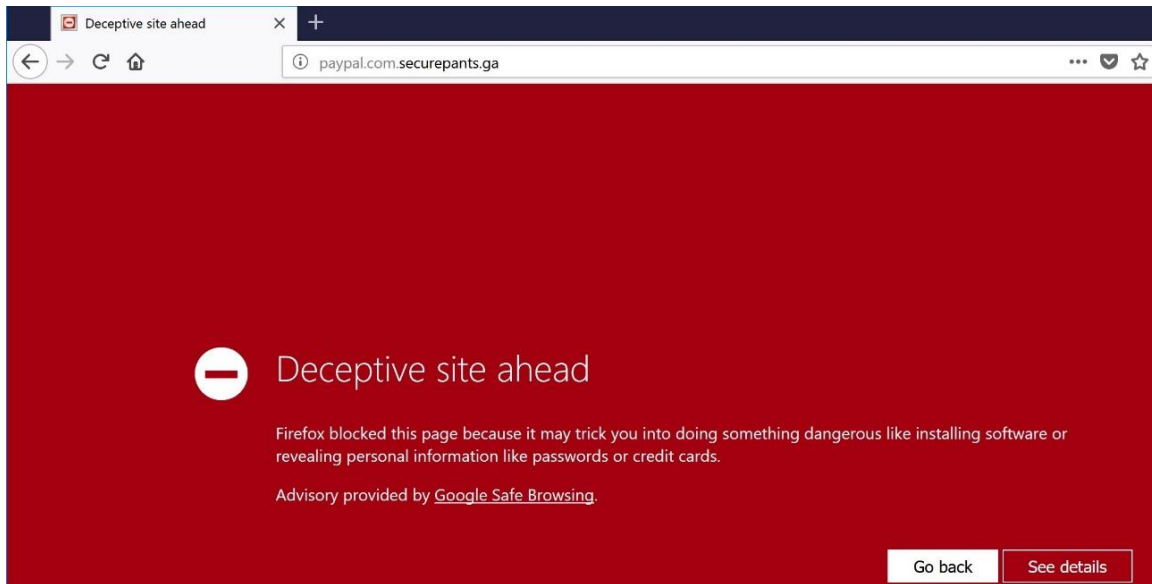 Deceptive site ahead
paypal.com.securepants.ga
Deceptive site ahead
Firefox blocked this page because it may trick you into doing something dangerous like installing software or
revealing personal information like passwords or credit cards.
Advisory provided by Google Safe Browsing.
Go back See details